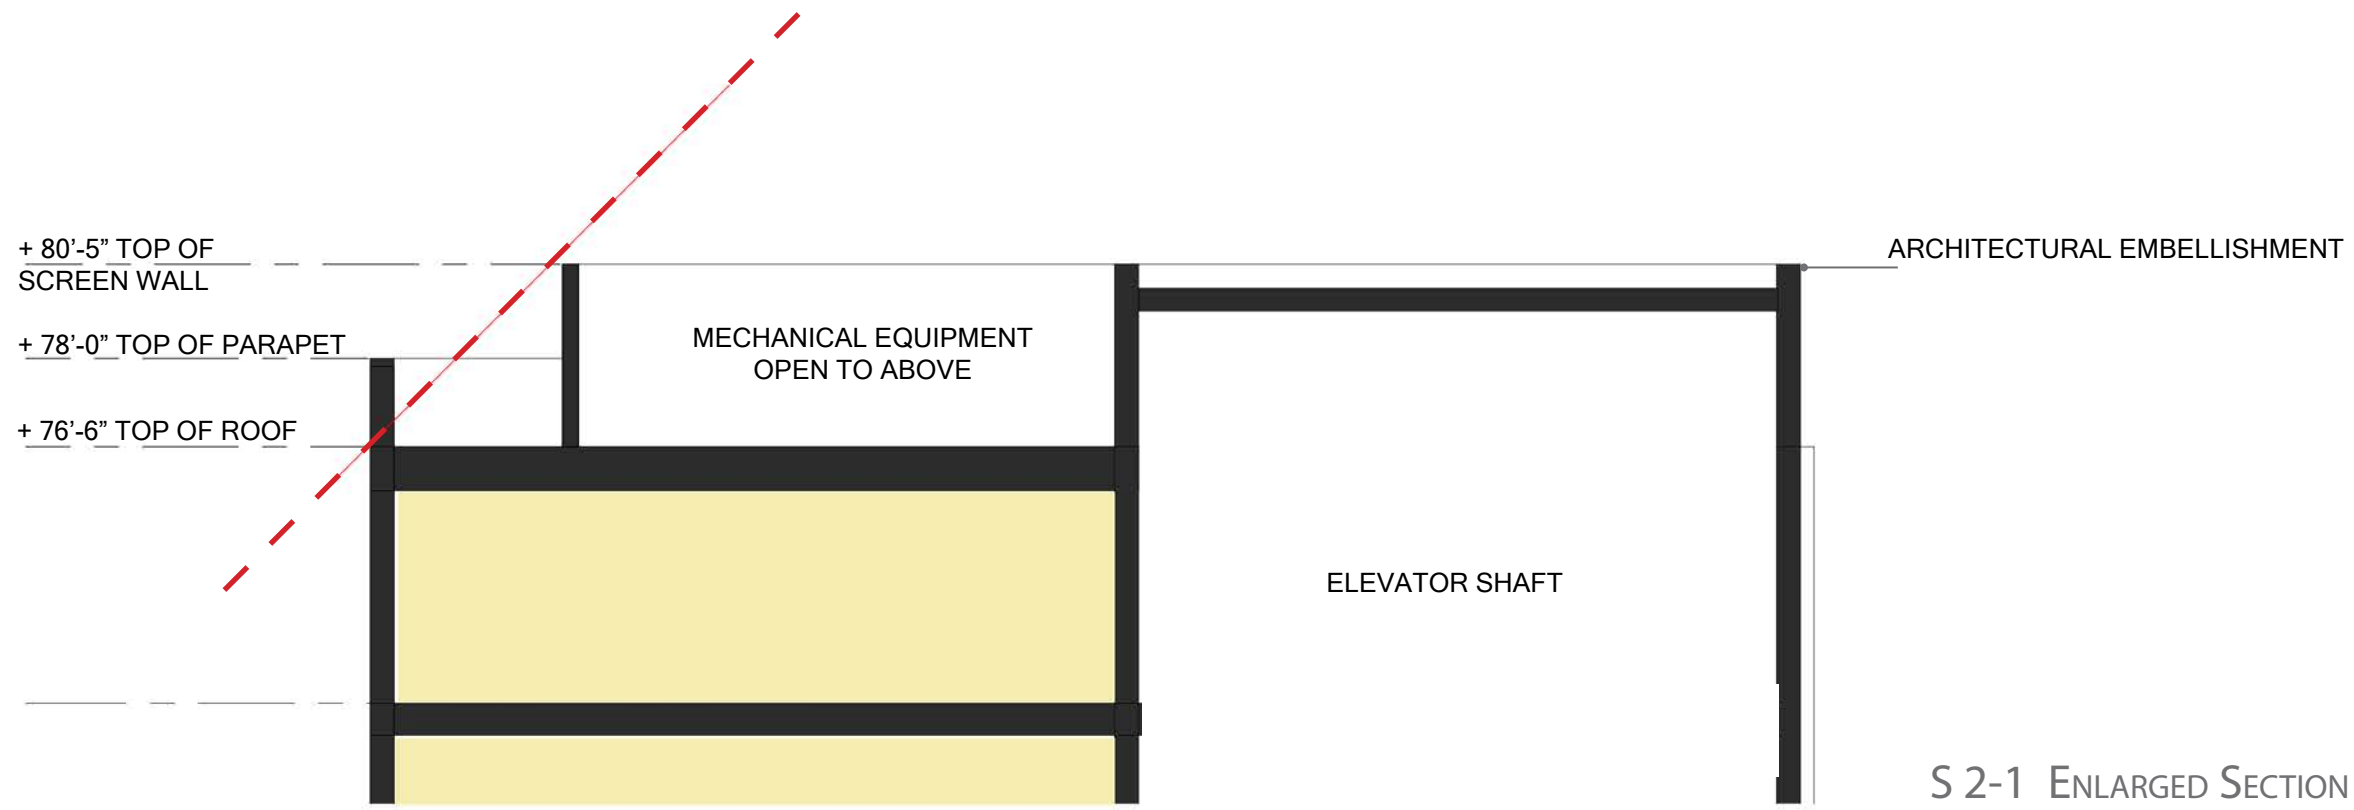 + 80’-5” TOP OF
SCREEN WALL
+ 78’-0” TOP OF PARAPET
+ 76’-6” TOP OF ROOF
MECHANICAL EQUIPMENT
OPEN TO ABOVE
ARCHITECTURAL EMBELLISHMENT
ELEVATOR SHAFT
S 2-1 ENLARGED SECTION